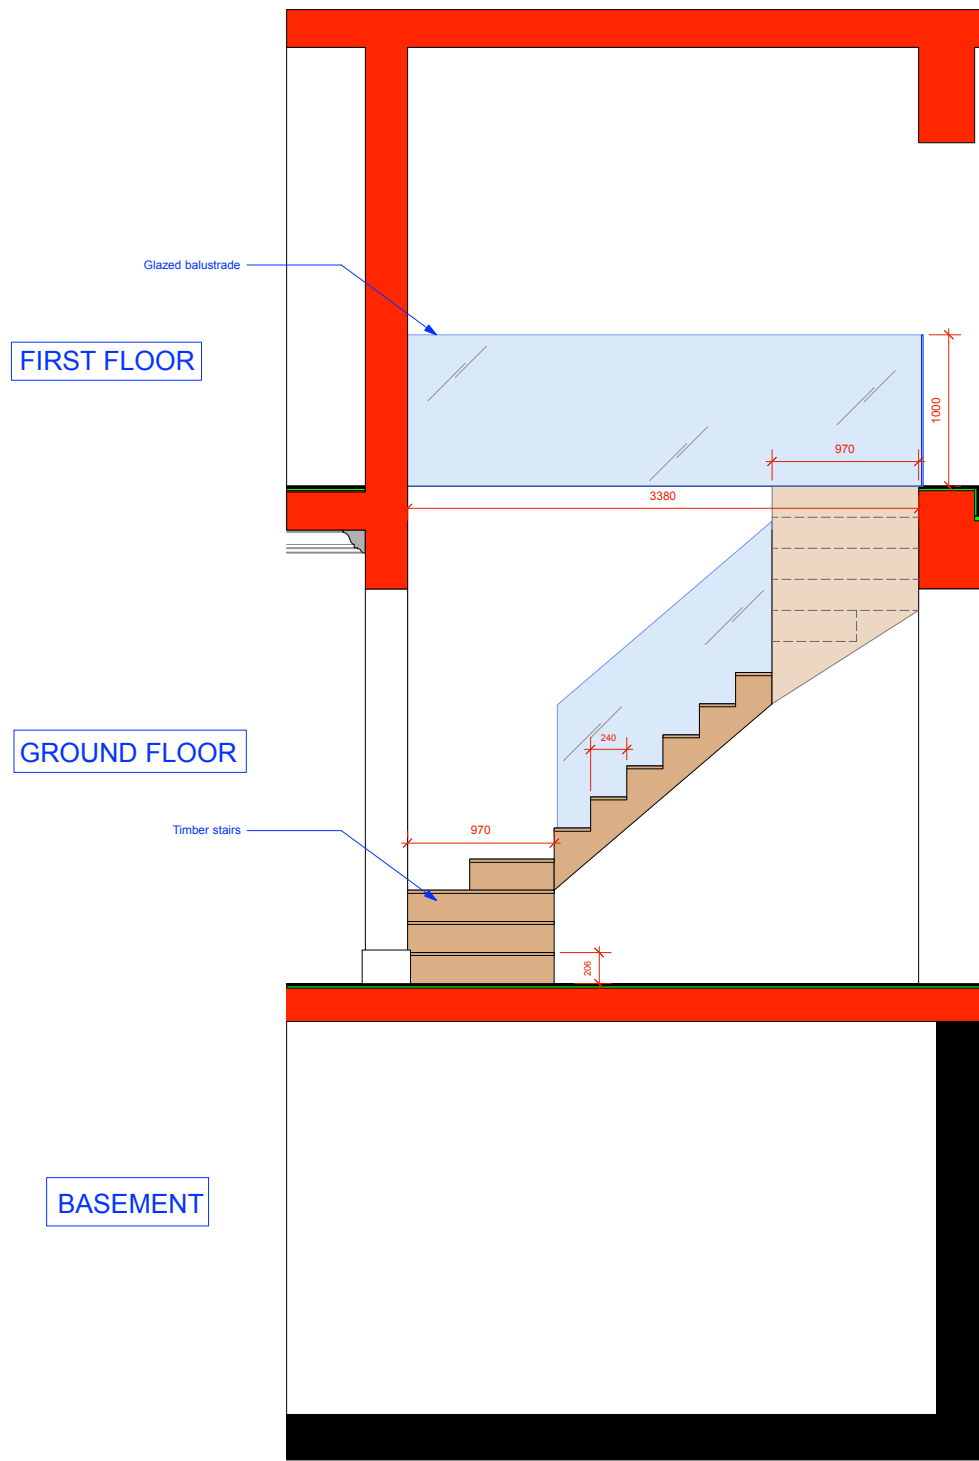 Glazed balustrade
FIRST FLOOR
1000
970
3380
240
GROUND FLOOR
Timber stairs
970
206
BASEMENT